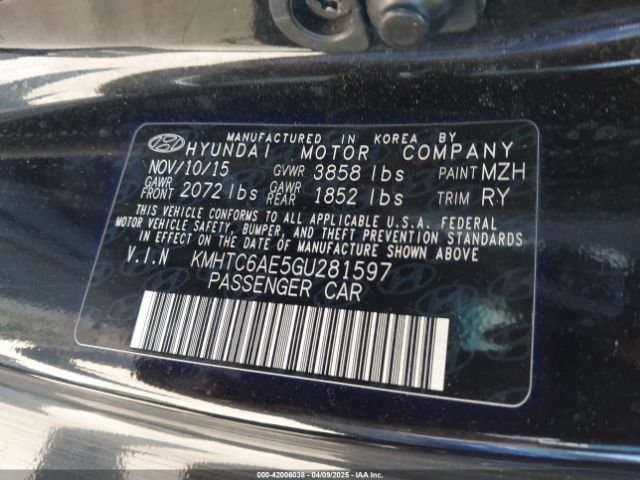 MANUFACTURED IN KOREA BY
HYUNDAI MOTOR COMPANY
NOV/10/15 GVWR 3858 lbs PAINT MZH
GAWR FRONT 2072 lbs GAWR REAR 1852 lbs TRIM RY
THIS VEHICLE CONFORMS TO ALL APPLICABLE U.S.A. FEDERAL
MOTOR VEHICLE SAFETY, BUMPER, AND THEFT PREVENTION STANDARDS
IN EFFECT ON THE DATE OF MANUFACTURE SHOWN ABOVE
V.I.N KMHTC6AE5GU281597
PASSENGER CAR
000-42006038 - 04/09/2025 - IAAI.com